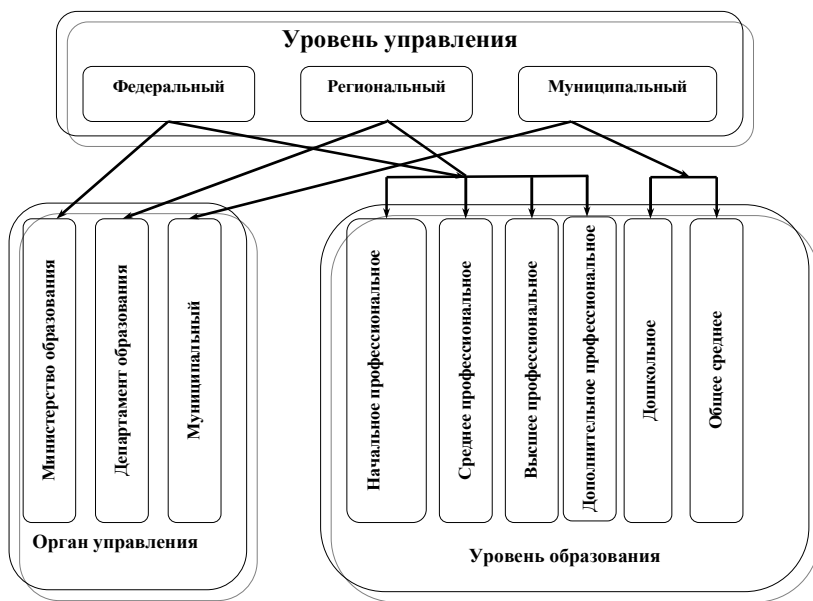 Уровень управления
Федеральный
Региональный
Муниципальный
Министерство образования
Департамент образования
Муниципальный
Орган управления
Начальное профессиональное
Среднее профессиональное
Высшее профессиональное
Дополнительное профессиональное
Дошкольное
Общее среднее
Уровень образования